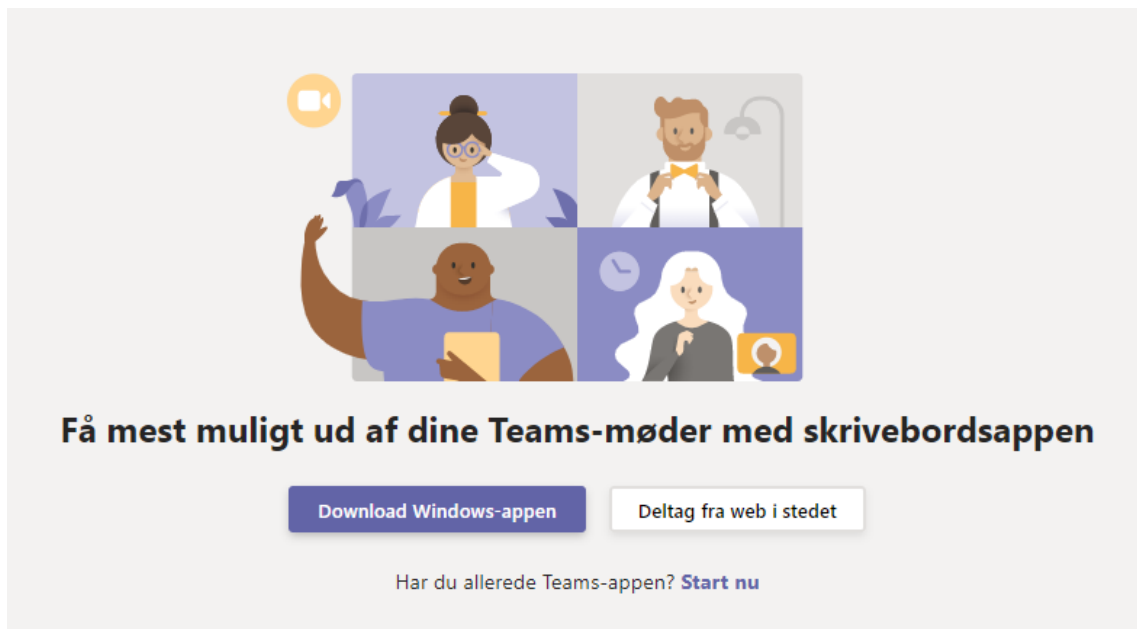 Få mest muligt ud af dine Teams-møder med skrivebordsappen
Download Windows-appen
Deltag fra web i stedet
Har du allerede Teams-appen? Start nu